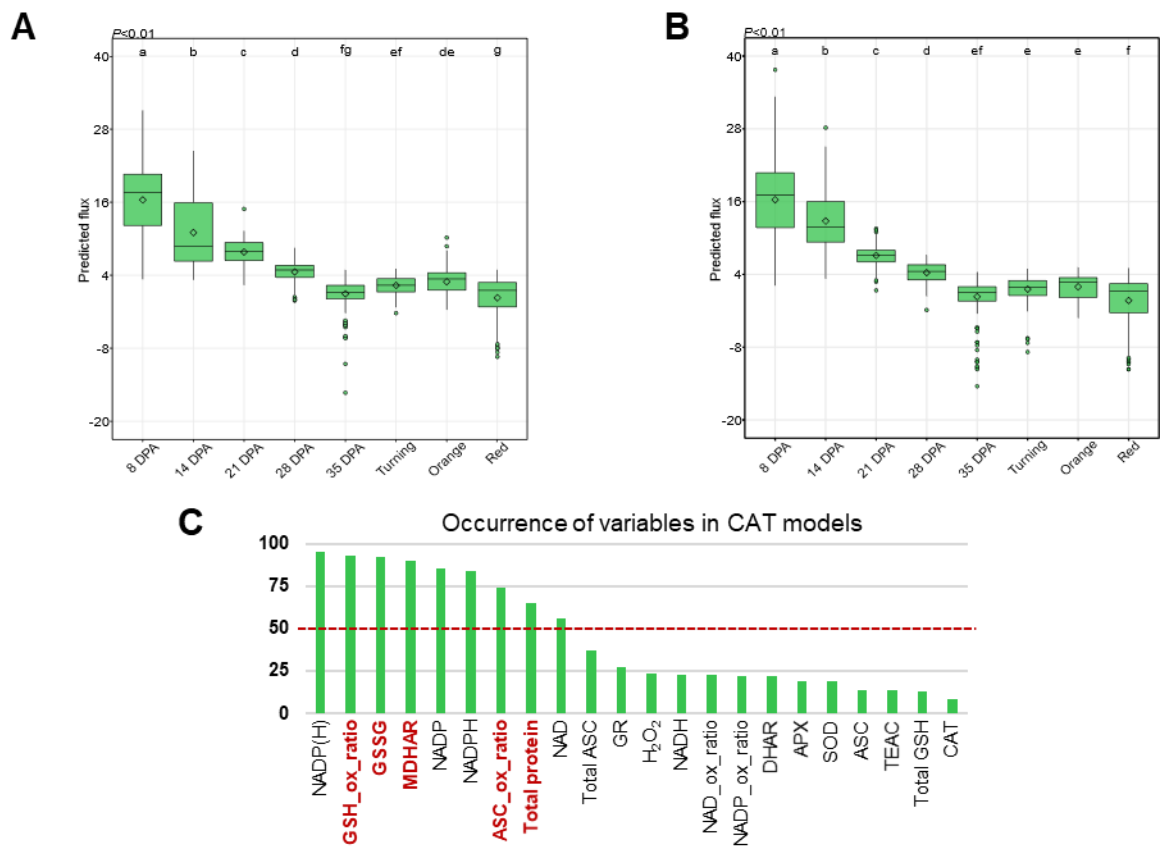 A
P<0.01
a b c d fg ef de g
Predicted flux
40
28
16
4
-8
-20
8 DPA
14 DPA
21 DPA
28 DPA
35 DPA
Turning
Orange
Red
B
P<0.01
a b c d ef e e f
Predicted flux
40
28
16
4
-8
-20
8 DPA
14 DPA
21 DPA
28 DPA
35 DPA
Turning
Orange
Red
C
Occurrence of variables in CAT models
100
75
50
25
0
NADP(H)
GSH_ox_ratio
GSSG
MDHAR
NADP
NADPH
ASC_ox_ratio
Total protein
NAD
Total ASC
GR
H₂O₂
NADH
NAD_ox_ratio
NADP_ox_ratio
DHAR
APX
SOD
ASC
TEAC
Total GSH
CAT